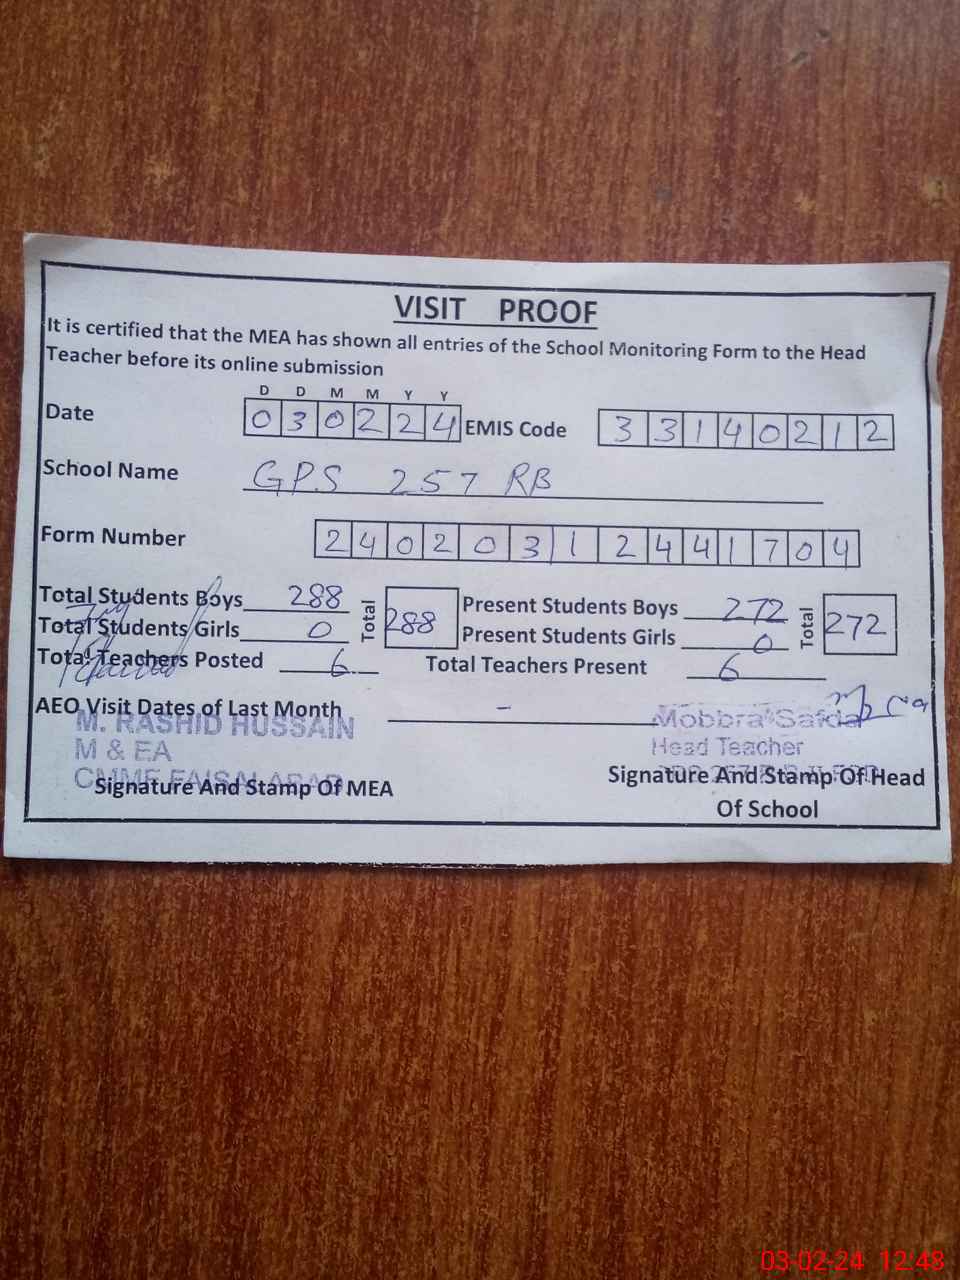 VISIT PROOF
It is certified that the MEA has shown all entries of the School Monitoring Form to the Head
Teacher before its online submission
D D M M Y Y
Date 0 3 0 2 2 4 EMIS Code 3 3 1 4 0 2 1 2
School Name GPS 257 RB
Form Number 2 4 0 2 0 3 1 2 4 4 1 7 0 4
Total Students Boys 288 Total 288 Present Students Boys 272 Total 272
Total Students Girls 0 Present Students Girls 0
Total Teachers Posted 6 Total Teachers Present 6
AEO Visit Dates of Last Month -
M. RASHID HUSSAIN
M & EA
CMMF FAISALABAD
Signature And Stamp Of MEA
Mobbra Safda
Head Teacher
Signature And Stamp Of Head
Of School
03-02-24 12:48